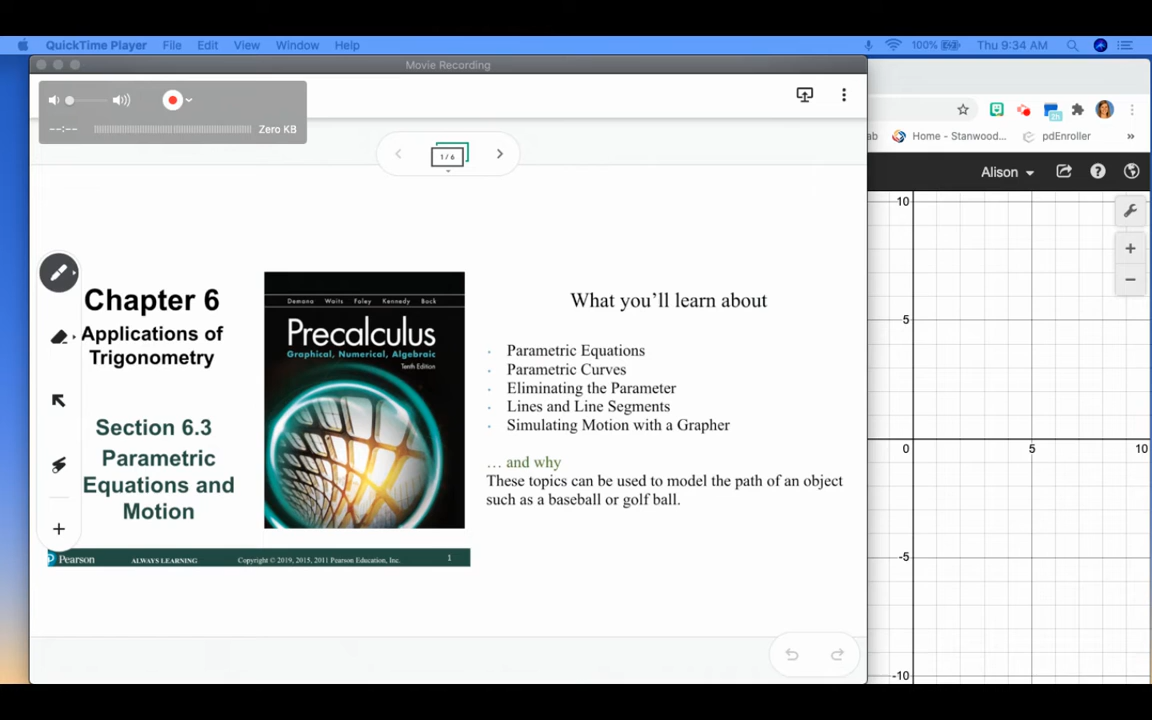 QuickTime Player File Edit View Window Help
100% Thu 9:34 AM
Movie Recording
--:-- Zero KB
1 / 6
Chapter 6
Applications of
Trigonometry
Section 6.3
Parametric
Equations and
Motion
Demana Waits Foley Kennedy Bock
Precalculus
Graphical, Numerical, Algebraic
Tenth Edition
What you'll learn about
Parametric Equations
Parametric Curves
Eliminating the Parameter
Lines and Line Segments
Simulating Motion with a Grapher
… and why
These topics can be used to model the path of an object
such as a baseball or golf ball.
Pearson ALWAYS LEARNING Copyright © 2019, 2015, 2011 Pearson Education, Inc. 1
ab Home - Stanwood... pdEnroller »
Alison
10
5
0 5 10
-5
-10